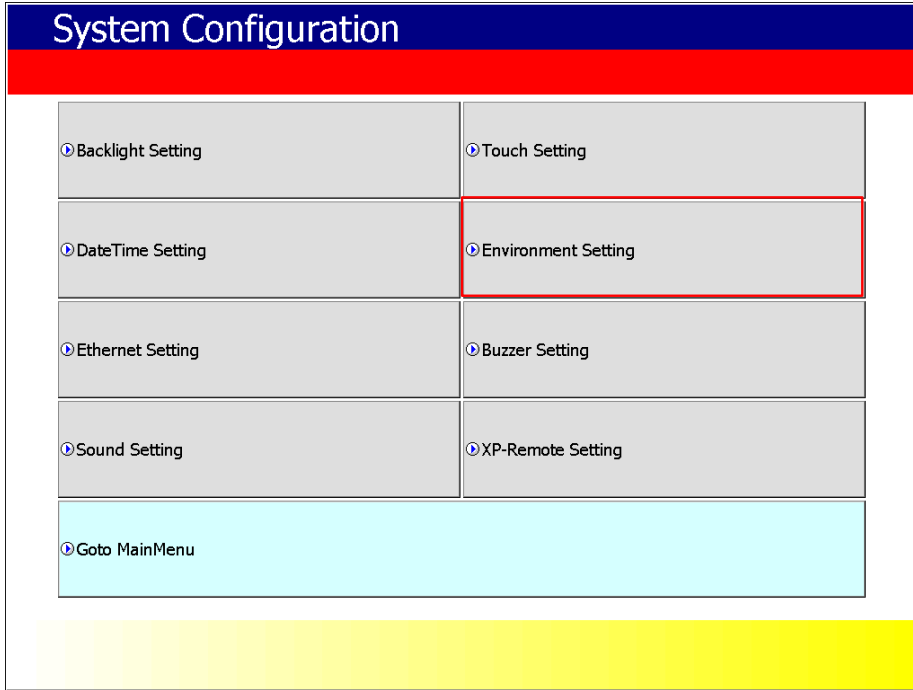 System Configuration
Backlight Setting
Touch Setting
DateTime Setting
Environment Setting
Ethernet Setting
Buzzer Setting
Sound Setting
XP-Remote Setting
Goto MainMenu